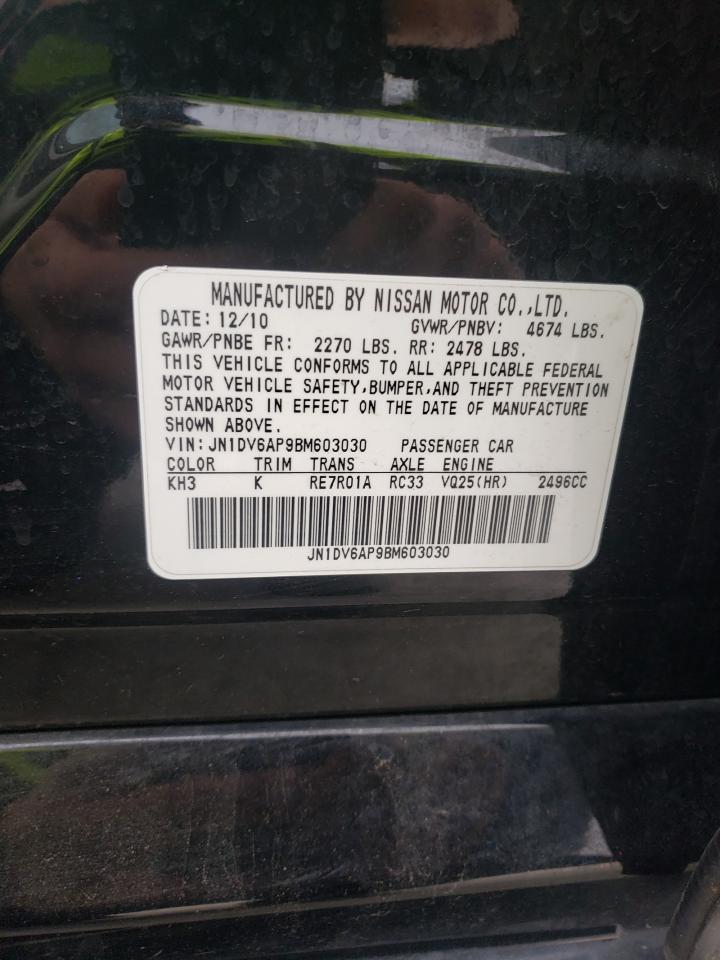 MANUFACTURED BY NISSAN MOTOR CO.,LTD.
DATE: 12/10 GVWR/PNBV: 4674 LBS.
GAWR/PNBE FR: 2270 LBS. RR: 2478 LBS.
THIS VEHICLE CONFORMS TO ALL APPLICABLE FEDERAL
MOTOR VEHICLE SAFETY,BUMPER,AND THEFT PREVENTION
STANDARDS IN EFFECT ON THE DATE OF MANUFACTURE
SHOWN ABOVE.
VIN:JN1DV6AP9BM603030 PASSENGER CAR
COLOR TRIM TRANS AXLE ENGINE
KH3 K RE7R01A RC33 VQ25(HR) 2496CC
JN1DV6AP9BM603030